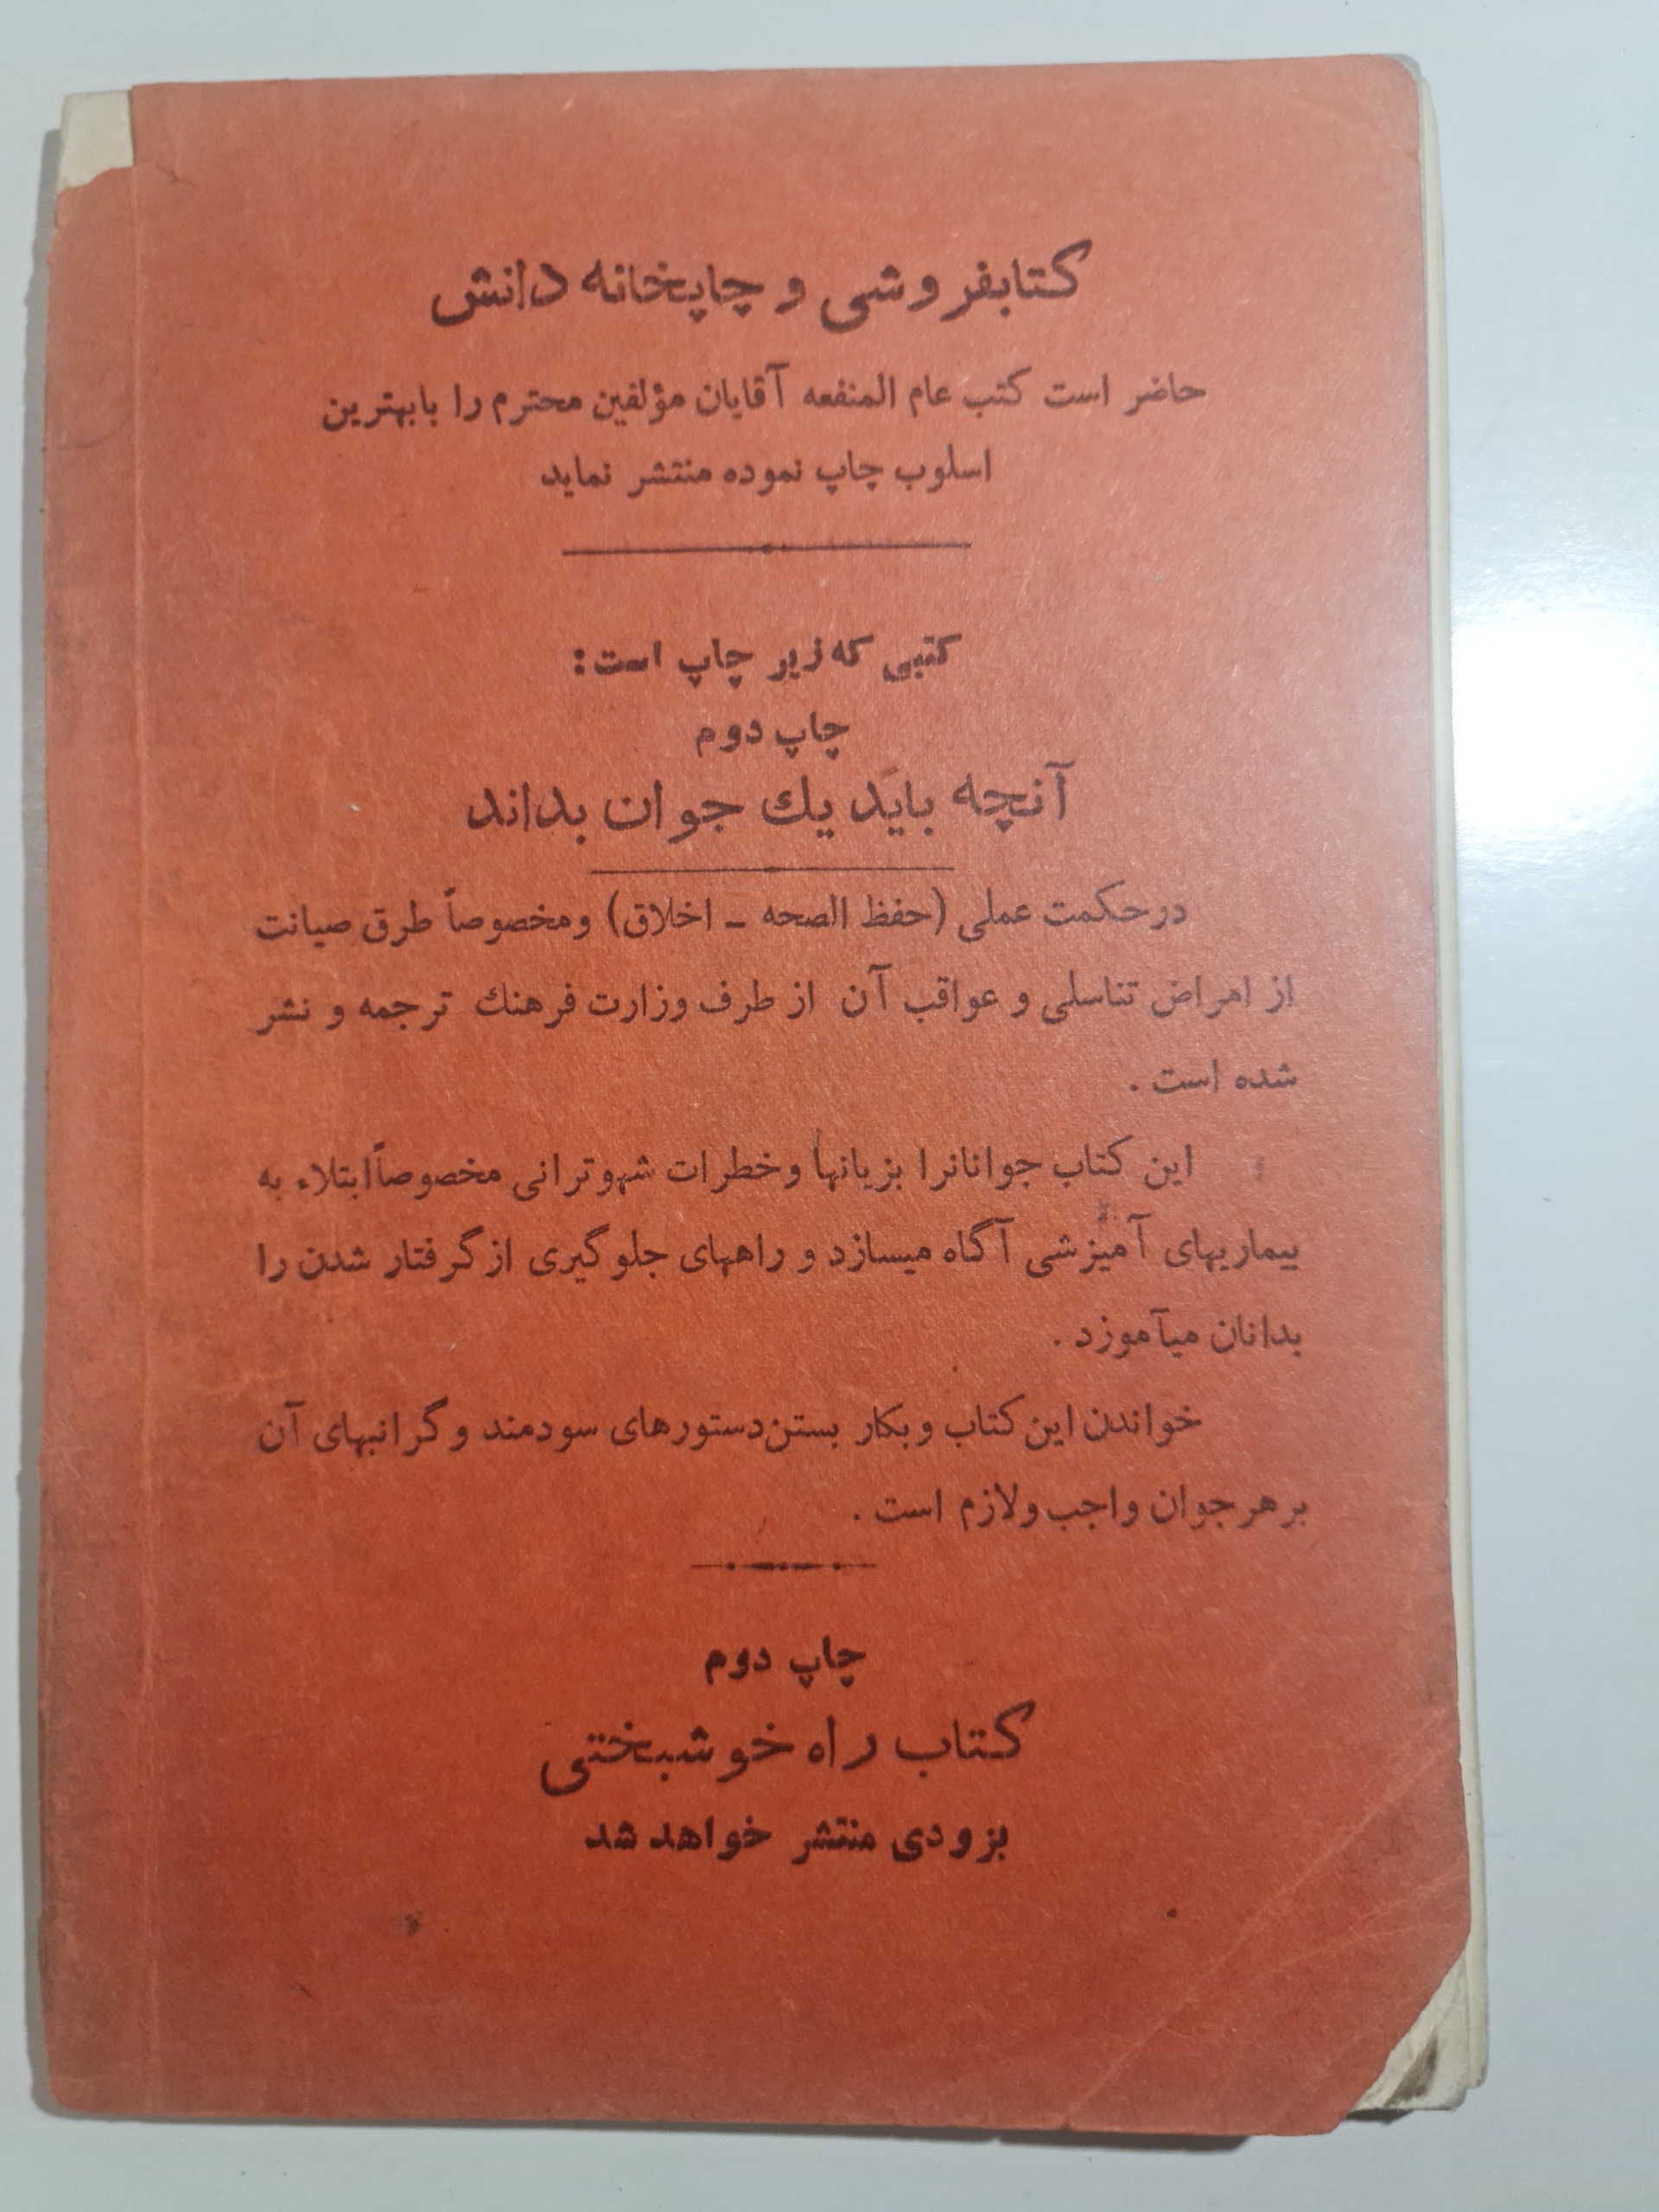 کتابفروشی و چاپخانه دانش
حاضر است کتب عام المنفعه آقایان مؤلفین محترم را بابهترین
اسلوب چاپ نموده منتشر نماید
کتبی که زیر چاپ است:
چاپ دوم
آنچه باید یك جوان بداند
درحکمت عملی (حفظ الصحه ـ اخلاق) ومخصوصاً طرق صیانت
از امراض تناسلی و عواقب آن از طرف وزارت فرهنك ترجمه و نشر
شده است .
این کتاب جوانانرا بزیانها وخطرات شهوترانی مخصوصاً ابتلاء به
بیماریهای آمیزشی آگاه میسازد و راههای جلوگیری ازگرفتار شدن را
بدانان میآموزد .
خواندن این کتاب وبکار بستن دستورهای سودمند وگرانبهای آن
برهرجوان واجب ولازم است .
چاپ دوم
کتاب راه خوشبختی
بزودی منتشر خواهد شد